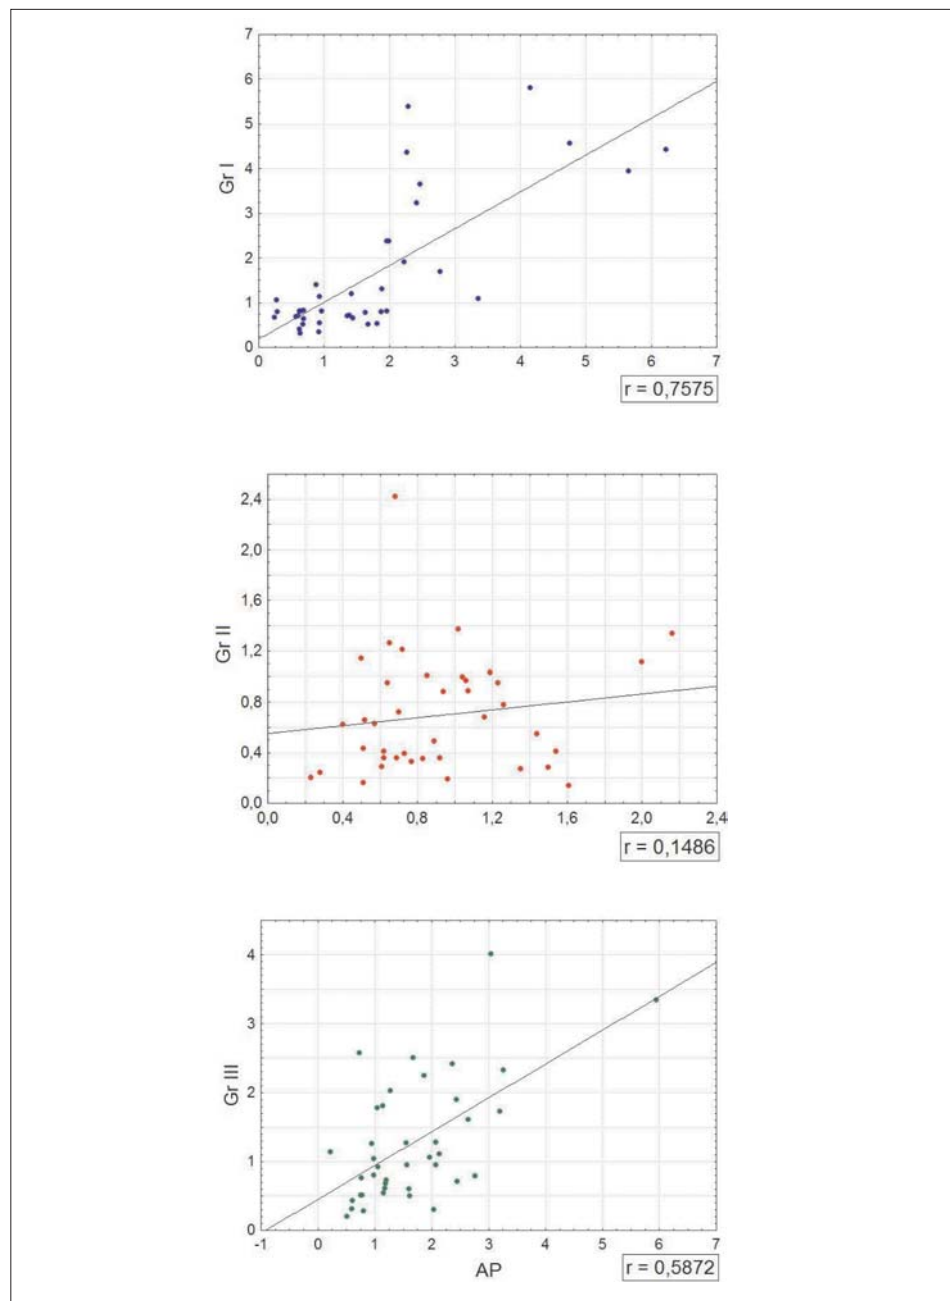 7
6
5
4
3
2
1
0
Gr I
0 1 2 3 4 5 6 7
r = 0,7575
2,4
2,0
1,6
1,2
0,8
0,4
0,0
Gr II
0,0 0,4 0,8 1,2 1,6 2,0 2,4
r = 0,1486
4
3
2
1
0
Gr III
-1 0 1 2 3 4 5 6 7
AP
r = 0,5872